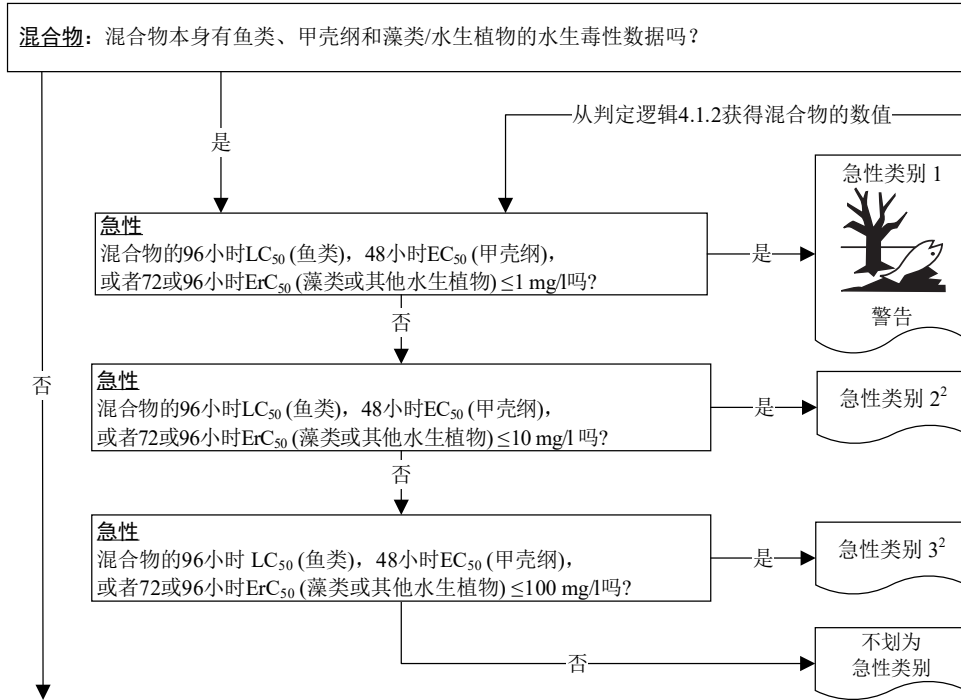 混合物：混合物本身有鱼类、甲壳纲和藻类/水生植物的水生毒性数据吗？
从判定逻辑4.1.2获得混合物的数值
是
急性类别 1
警告
急性
混合物的96小时LC50 (鱼类)，48小时EC50 (甲壳纲)，
或者72或96小时ErC50 (藻类或其他水生植物) ≤1 mg/l吗?
是
否
否
急性
混合物的96小时LC50 (鱼类)，48小时EC50 (甲壳纲)，
或者72或96小时ErC50 (藻类或其他水生植物) ≤10 mg/l 吗?
是
急性类别 2²
否
急性
混合物的96小时 LC50 (鱼类)，48小时EC50 (甲壳纲)，
或者72或96小时ErC50 (藻类或其他水生植物) ≤100 mg/l吗?
是
急性类别 3²
否
不划为
急性类别